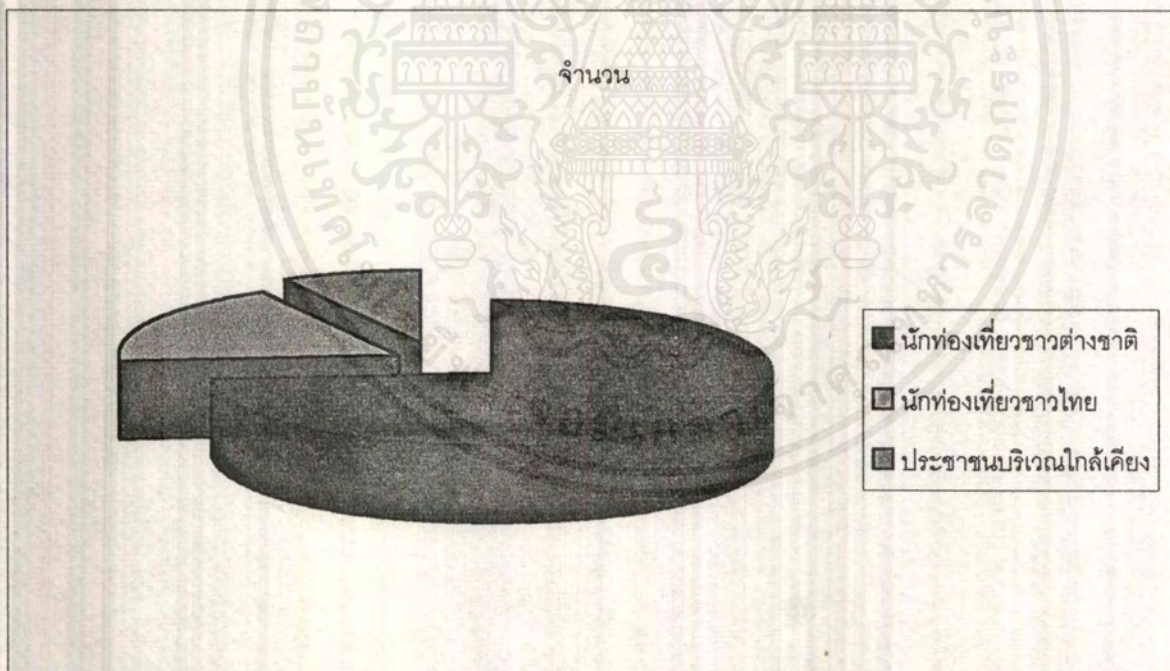 จำนวน
นักท่องเที่ยวชาวต่างชาติ
นักท่องเที่ยวชาวไทย
ประชาชนบริเวณใกล้เคียง